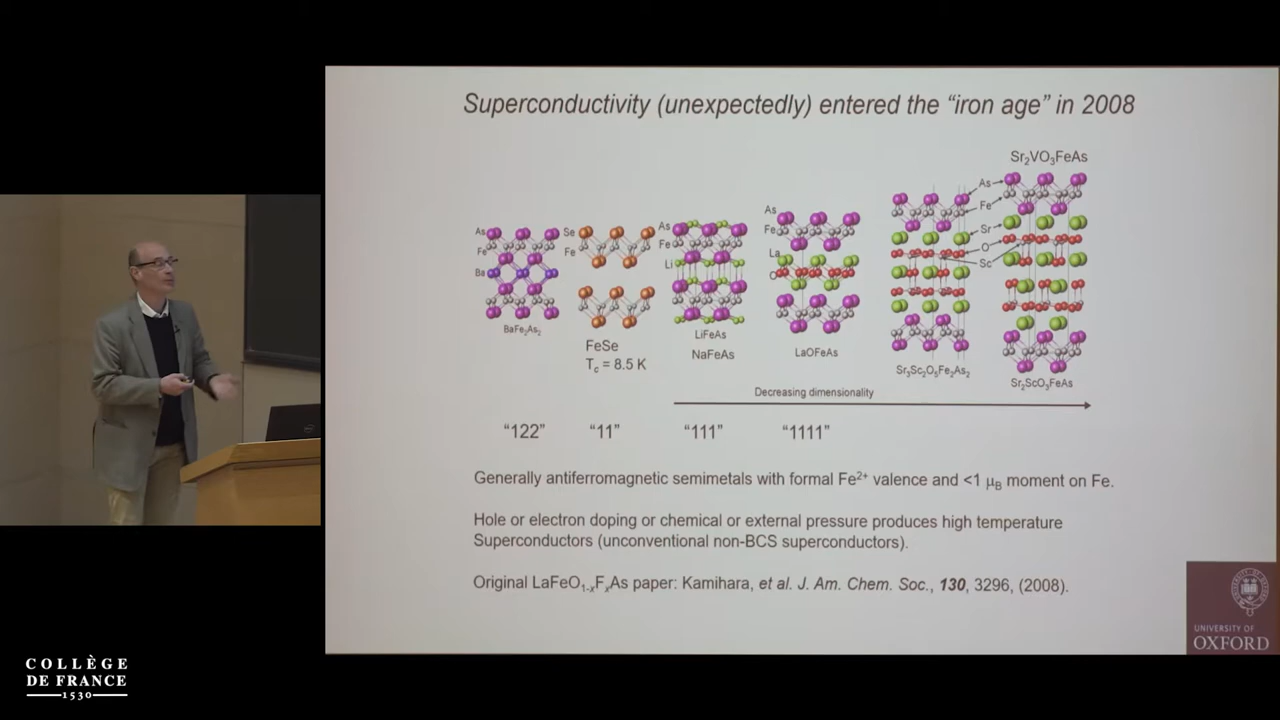 Superconductivity (unexpectedly) entered the “iron age” in 2008
Sr₂VO₃FeAs
As
Fe
Ba
BaFe₂As₂
Se
Fe
FeSe
T꜀ = 8.5 K
As
Fe
Li
LiFeAs
NaFeAs
As
Fe
La
O
LaOFeAs
As
Fe
Sr
O
Sc
Sr₃Sc₂O₅Fe₂As₂
Sr₂ScO₃FeAs
Decreasing dimensionality
“122” “11” “111” “1111”
Generally antiferromagnetic semimetals with formal Fe²⁺ valence and <1 μB moment on Fe.
Hole or electron doping or chemical or external pressure produces high temperature
Superconductors (unconventional non-BCS superconductors).
Original LaFeO₁₋ₓFₓAs paper: Kamihara, et al. J. Am. Chem. Soc., 130, 3296, (2008).
UNIVERSITY OF
OXFORD
COLLÈGE
DE FRANCE
1530